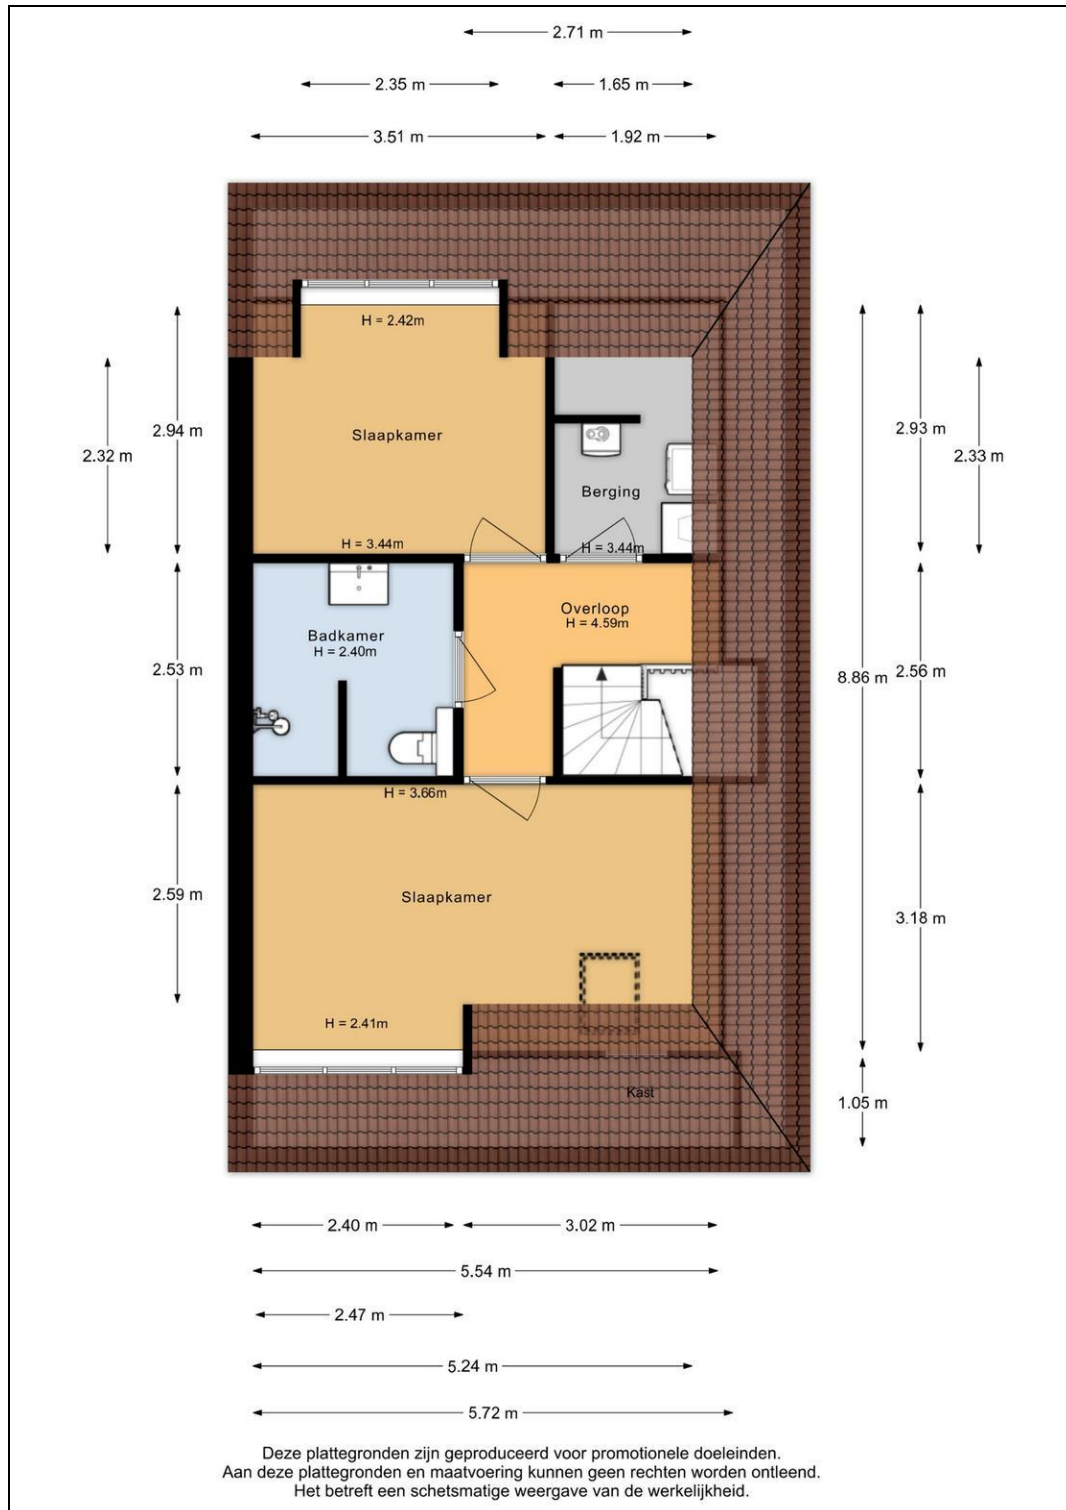 2.71 m
2.35 m
1.65 m
3.51 m
1.92 m
H = 2.42m
2.94 m
2.93 m
2.32 m
2.33 m
Slaapkamer
Berging
H = 3.44m
H = 3.44m
Overloop
H = 4.59m
Badkamer
H = 2.40m
2.53 m
8.86 m
2.56 m
H = 3.66m
Slaapkamer
2.59 m
3.18 m
H = 2.41m
Kast
1.05 m
2.40 m
3.02 m
5.54 m
2.47 m
5.24 m
5.72 m
Deze plattegronden zijn geproduceerd voor promotionele doeleinden.
Aan deze plattegronden en maatvoering kunnen geen rechten worden ontleend.
Het betreft een schetsmatige weergave van de werkelijkheid.